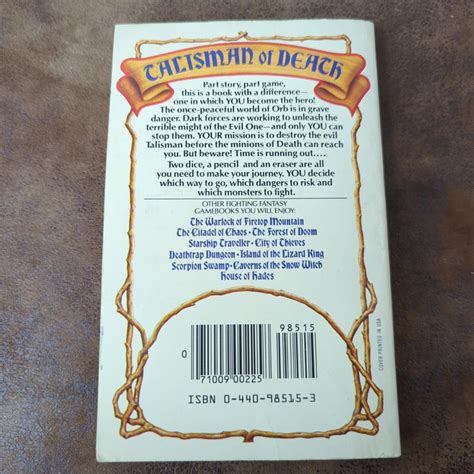 TALISMAN OF DEATH
Part story, part game,
this is a book with a difference—
one in which YOU become the hero!
The once-peaceful world of Orb is in grave
danger. Dark forces are working to unleash the
terrible might of the Evil One—and only YOU can
stop them. YOUR mission is to destroy the evil
Talisman before the minions of Death can reach
you. But beware! Time is running out....
Two dice, a pencil and an eraser are all
you need to make your journey. YOU decide
which way to go, which dangers to risk and
which monsters to fight.
OTHER FIGHTING FANTASY
GAMEBOOKS YOU WILL ENJOY:
The Warlock of Firetop Mountain
The Citadel of Chaos · The Forest of Doom
Starship Traveller · City of Thieves
Deathtrap Dungeon · Island of the Lizard King
Scorpion Swamp · Caverns of the Snow Witch
House of Hades
98515
0
71009 00225
ISBN 0-440-98515-3
COVER PRINTED IN USA